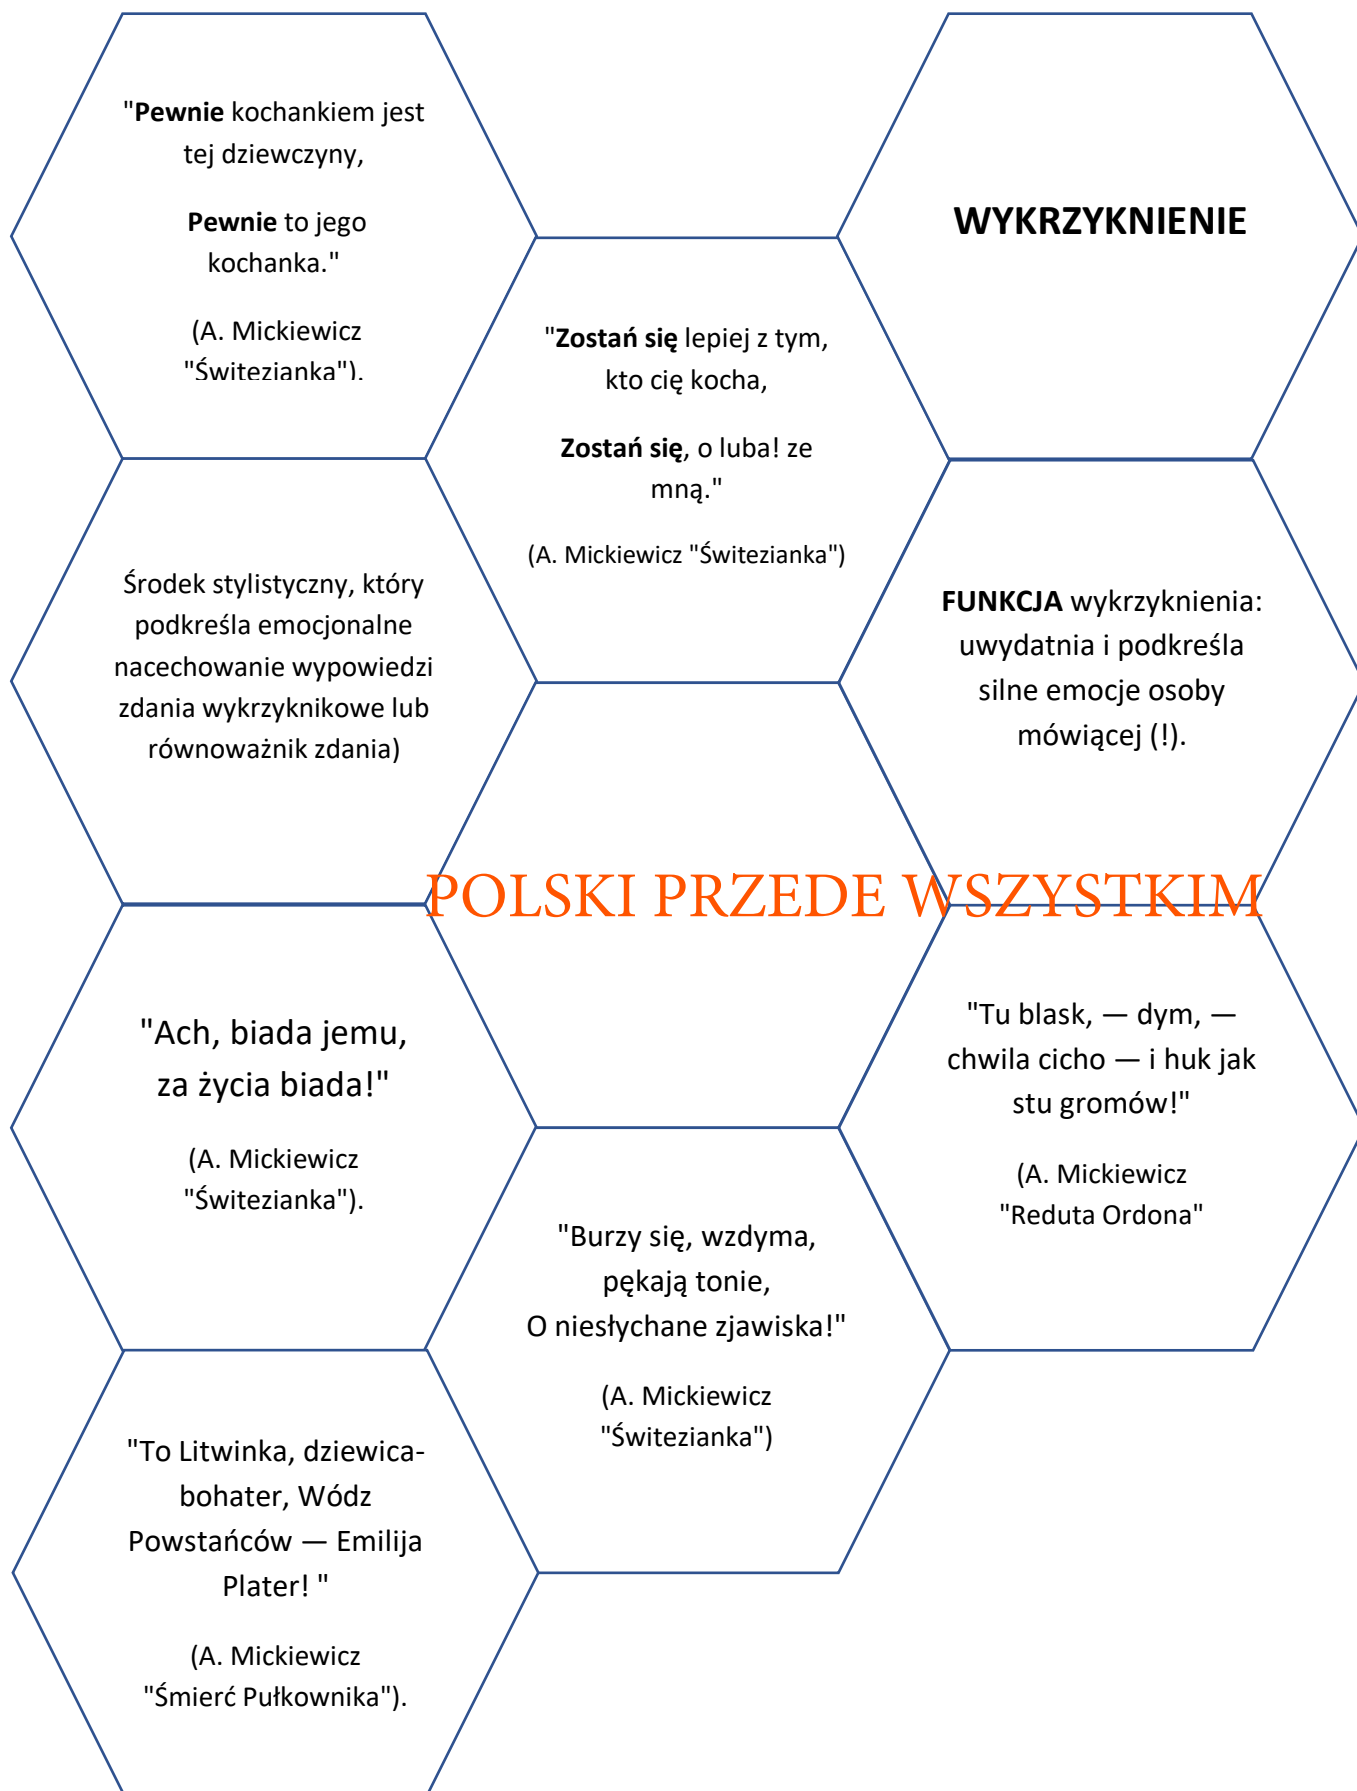 "Pewnie kochankiem jest
tej dziewczyny,
Pewnie to jego
kochanka."
(A. Mickiewicz
"Świtezianka").
WYKRZYKNIENIE
"Zostań się lepiej z tym,
kto cię kocha,
Zostań się, o luba! ze
mną."
(A. Mickiewicz "Świtezianka")
Środek stylistyczny, który
podkreśla emocjonalne
nacechowanie wypowiedzi
zdania wykrzyknikowe lub
równoważnik zdania)
FUNKCJA wykrzyknienia:
uwydatnia i podkreśla
silne emocje osoby
mówiącej (!).
POLSKI PRZEDE WSZYSTKIM
"Ach, biada jemu,
za życia biada!"
(A. Mickiewicz
"Świtezianka").
"Tu blask, — dym, —
chwila cicho — i huk jak
stu gromów!"
(A. Mickiewicz
"Reduta Ordona"
"Burzy się, wzdyma,
pękają tonie,
O niesłychane zjawiska!"
(A. Mickiewicz
"Świtezianka")
"To Litwinka, dziewica-
bohater, Wódz
Powstańców — Emilija
Plater! "
(A. Mickiewicz
"Śmierć Pułkownika").